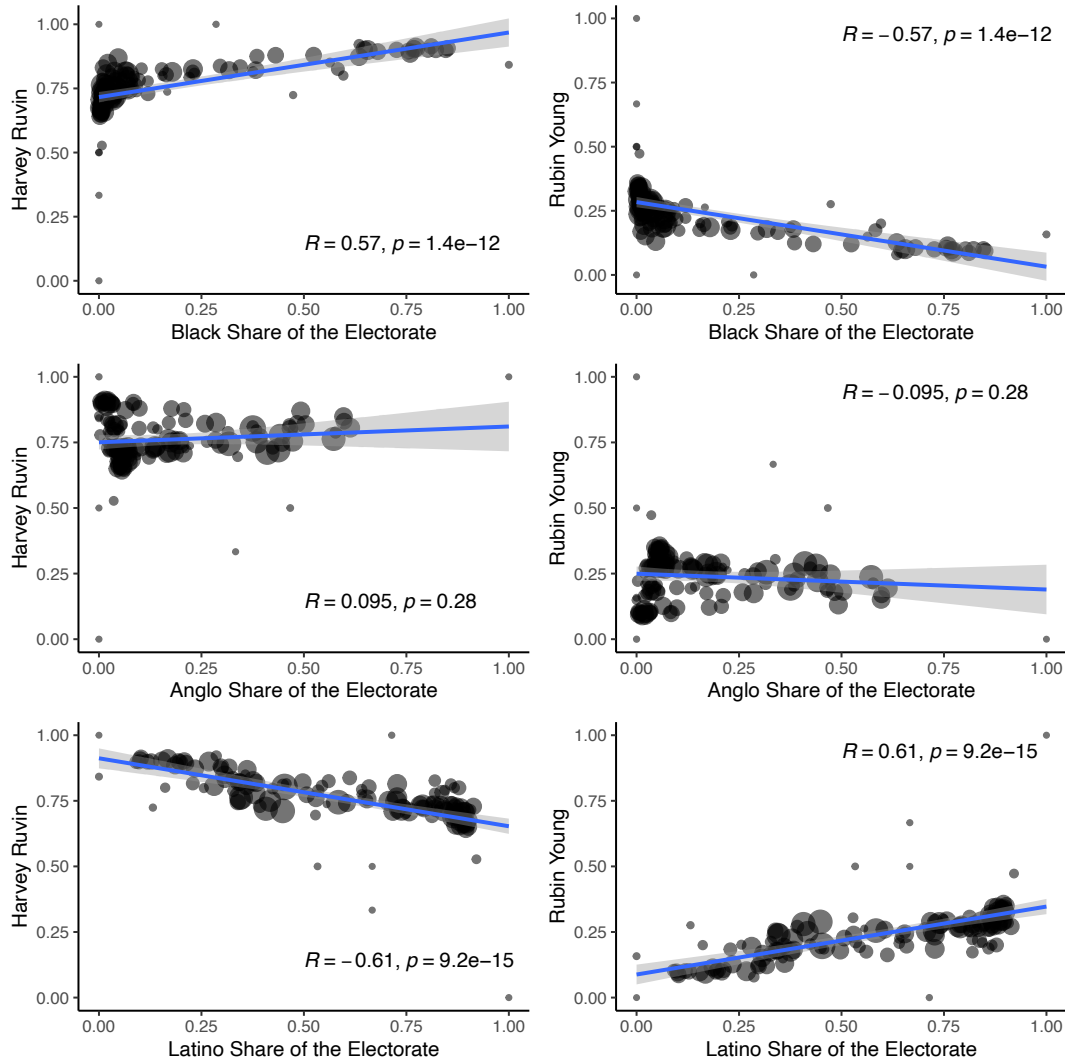 1.00
0.75
0.50
0.25
0.00
Harvey Ruvin
R = 0.57, p = 1.4e−12
0.00 0.25 0.50 0.75 1.00
Black Share of the Electorate
1.00
0.75
0.50
0.25
0.00
Rubin Young
R = −0.57, p = 1.4e−12
0.00 0.25 0.50 0.75 1.00
Black Share of the Electorate
1.00
0.75
0.50
0.25
0.00
Harvey Ruvin
R = 0.095, p = 0.28
0.00 0.25 0.50 0.75 1.00
Anglo Share of the Electorate
1.00
0.75
0.50
0.25
0.00
Rubin Young
R = −0.095, p = 0.28
0.00 0.25 0.50 0.75 1.00
Anglo Share of the Electorate
1.00
0.75
0.50
0.25
0.00
Harvey Ruvin
R = −0.61, p = 9.2e−15
0.00 0.25 0.50 0.75 1.00
Latino Share of the Electorate
1.00
0.75
0.50
0.25
0.00
Rubin Young
R = 0.61, p = 9.2e−15
0.00 0.25 0.50 0.75 1.00
Latino Share of the Electorate